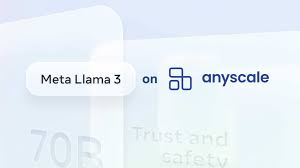 Meta Llama 3 on anyscale
70B
Trust and
safety